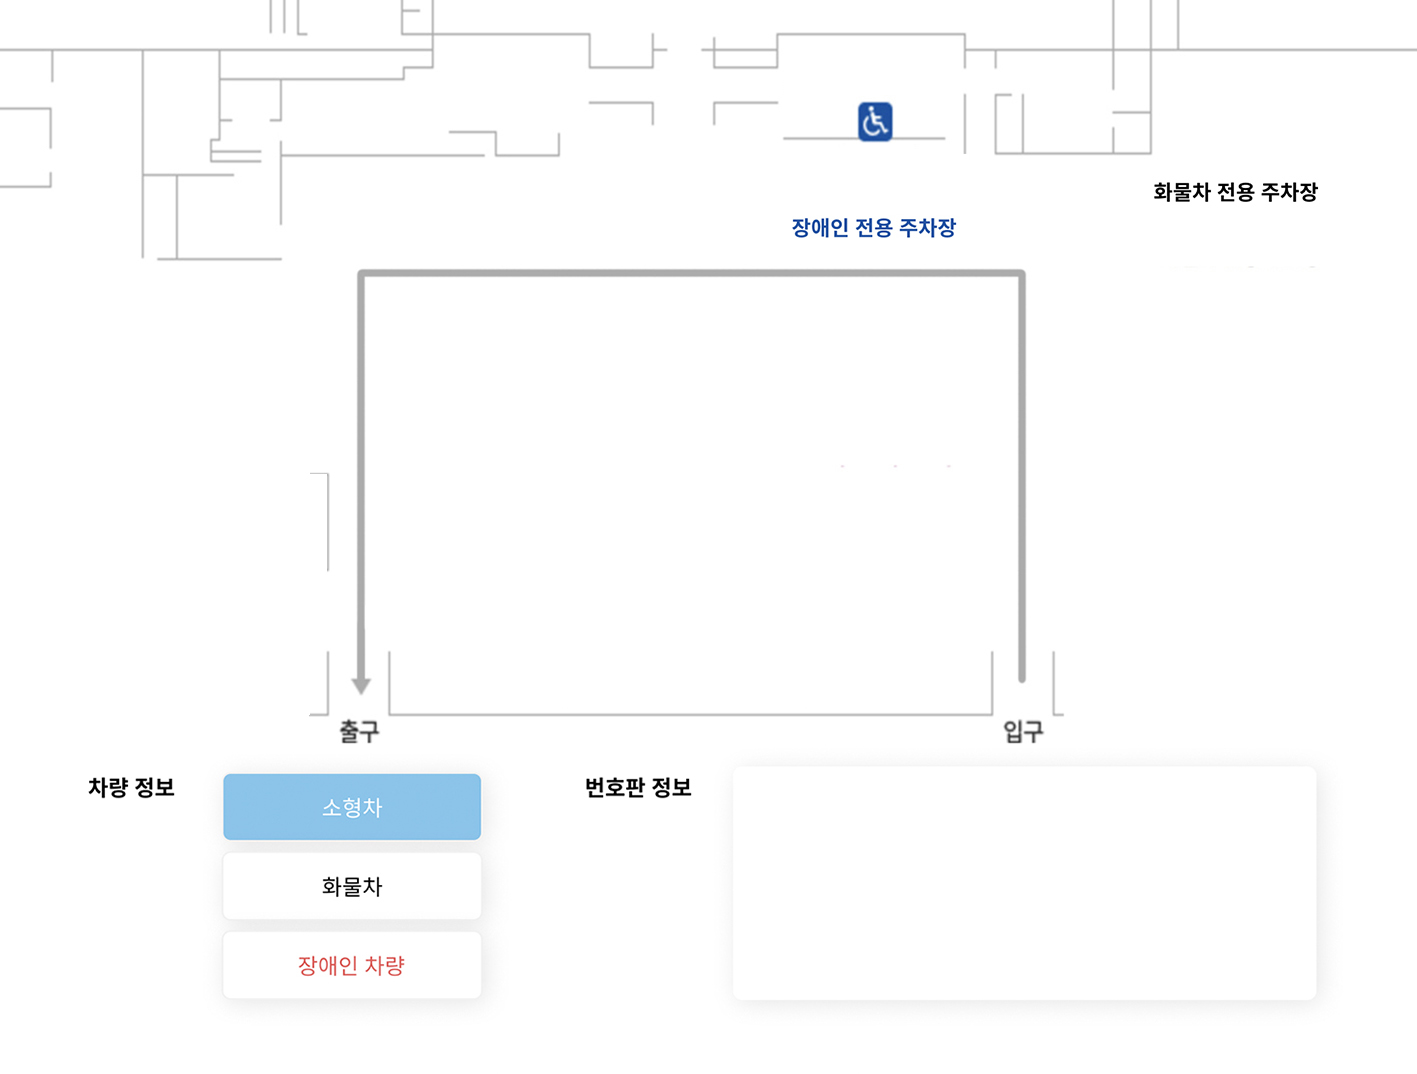 화물차 전용 주차장
장애인 전용 주차장
출구
입구
차량 정보
소형차
화물차
장애인 차량
번호판 정보